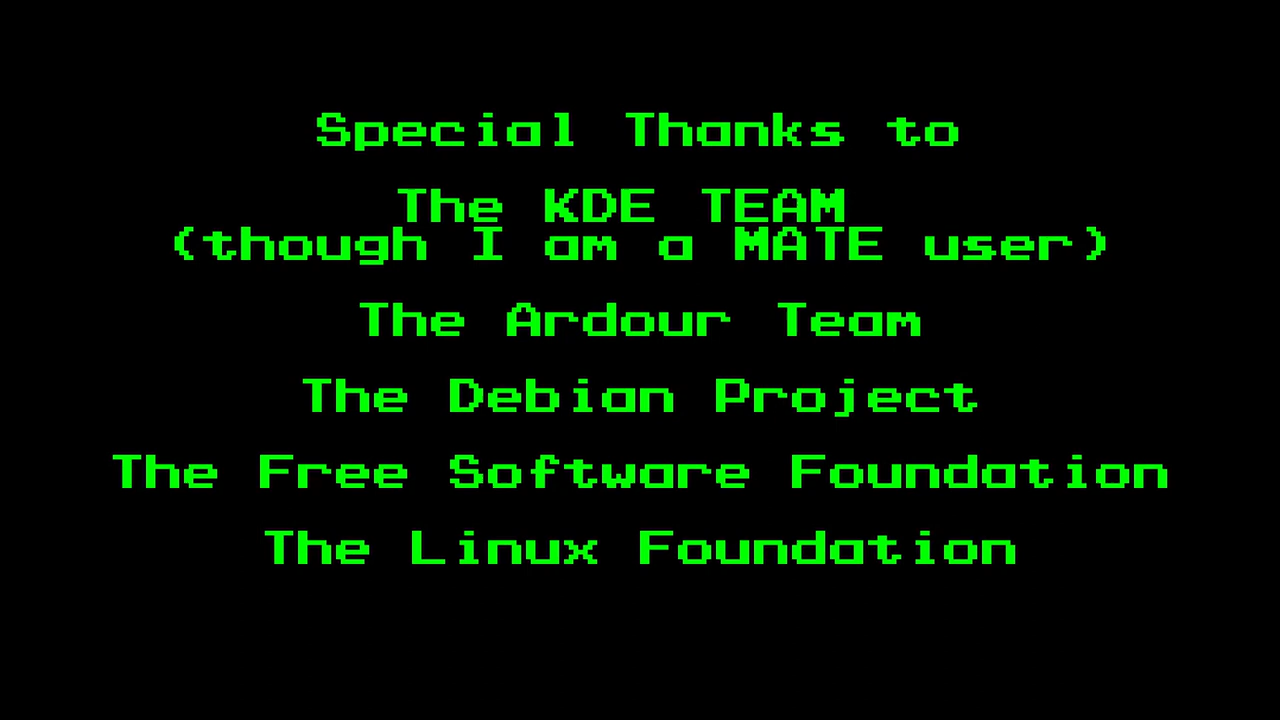 Special Thanks to
The KDE TEAM
(though I am a MATE user)
The Ardour Team
The Debian Project
The Free Software Foundation
The Linux Foundation